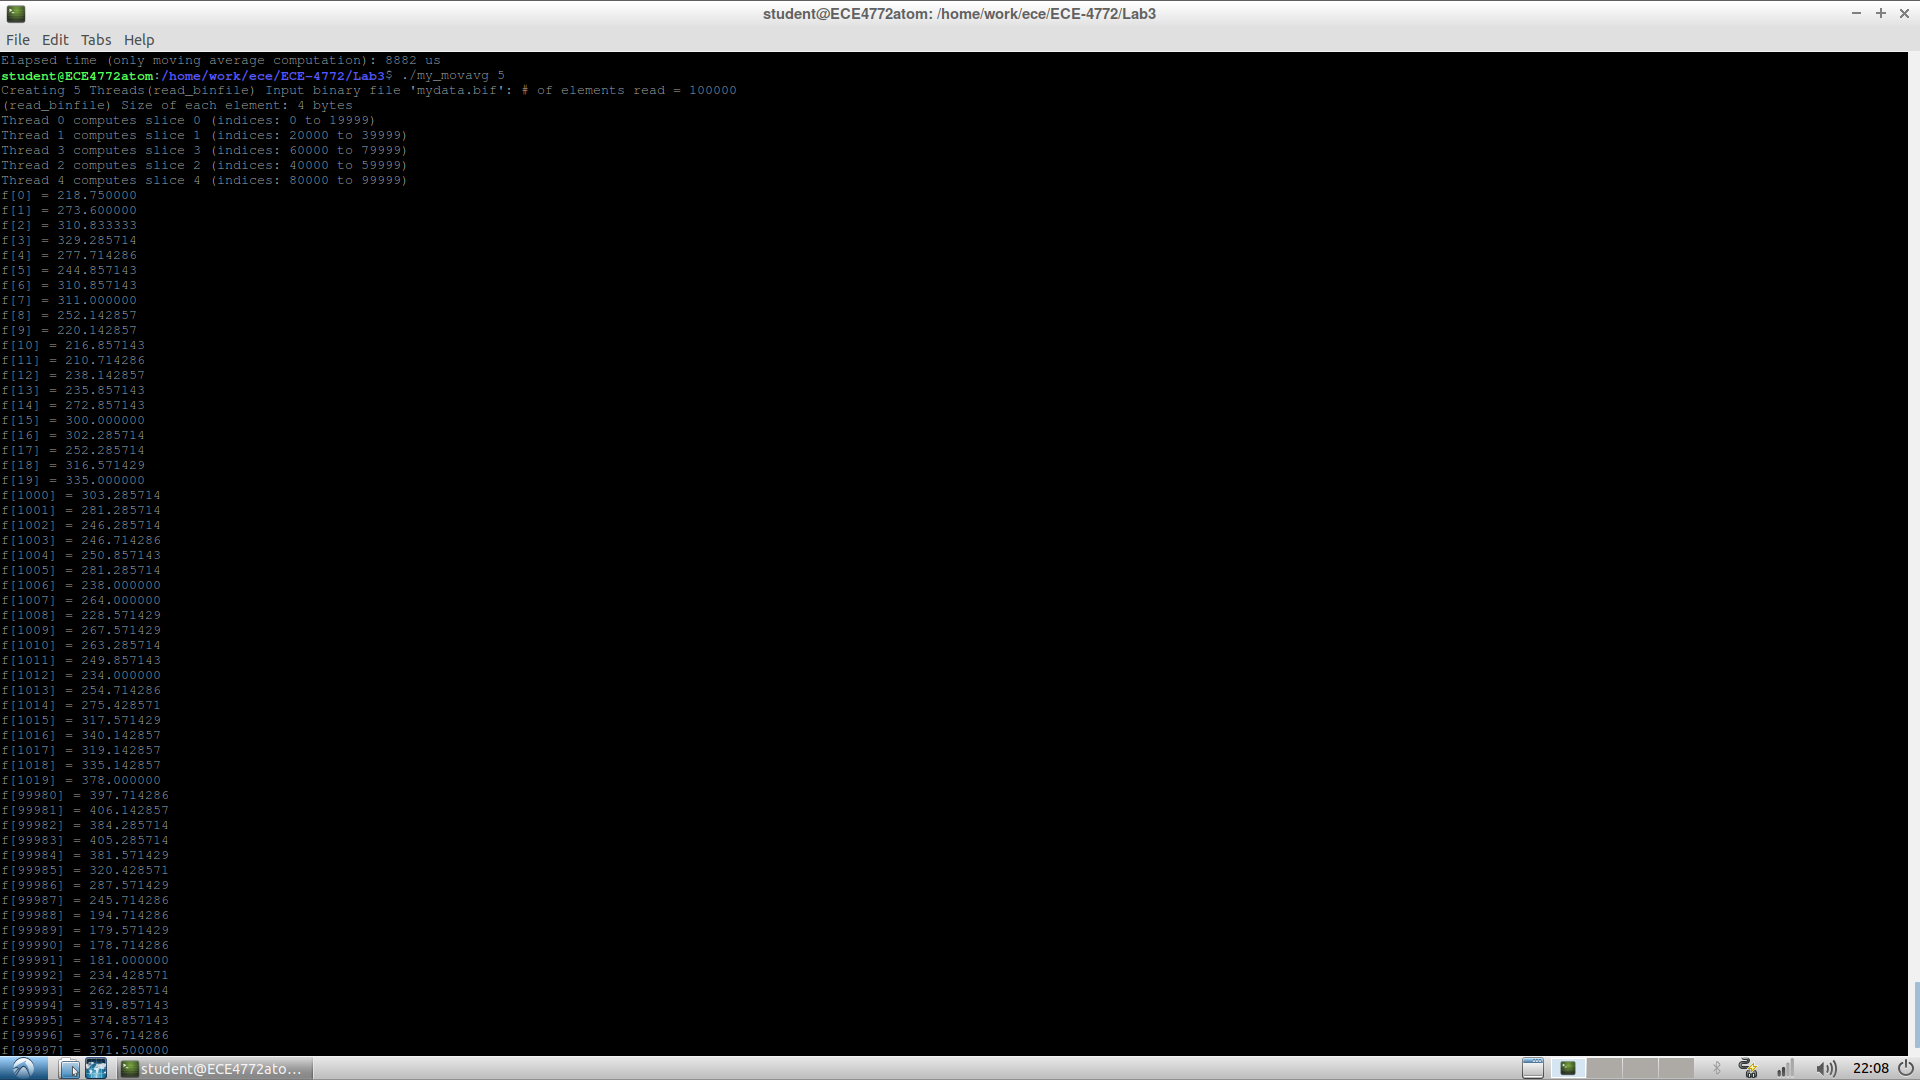 student@ECE4772atom: /home/work/ece/ECE-4772/Lab3
File Edit Tabs Help
Elapsed time (only moving average computation): 8882 us
student@ECE4772atom:/home/work/ece/ECE-4772/Lab3$ ./my_movavg 5
Creating 5 Threads(read_binfile) Input binary file 'mydata.bif': # of elements read = 100000
(read_binfile) Size of each element: 4 bytes
Thread 0 computes slice 0 (indices: 0 to 19999)
Thread 1 computes slice 1 (indices: 20000 to 39999)
Thread 3 computes slice 3 (indices: 60000 to 79999)
Thread 2 computes slice 2 (indices: 40000 to 59999)
Thread 4 computes slice 4 (indices: 80000 to 99999)
f[0] = 218.750000
f[1] = 273.600000
f[2] = 310.833333
f[3] = 329.285714
f[4] = 277.714286
f[5] = 244.857143
f[6] = 310.857143
f[7] = 311.000000
f[8] = 252.142857
f[9] = 220.142857
f[10] = 216.857143
f[11] = 210.714286
f[12] = 238.142857
f[13] = 235.857143
f[14] = 272.857143
f[15] = 300.000000
f[16] = 302.285714
f[17] = 252.285714
f[18] = 316.571429
f[19] = 335.000000
f[1000] = 303.285714
f[1001] = 281.285714
f[1002] = 246.285714
f[1003] = 246.714286
f[1004] = 250.857143
f[1005] = 281.285714
f[1006] = 238.000000
f[1007] = 264.000000
f[1008] = 228.571429
f[1009] = 267.571429
f[1010] = 263.285714
f[1011] = 249.857143
f[1012] = 234.000000
f[1013] = 254.714286
f[1014] = 275.428571
f[1015] = 317.571429
f[1016] = 340.142857
f[1017] = 319.142857
f[1018] = 335.142857
f[1019] = 378.000000
f[99980] = 397.714286
f[99981] = 406.142857
f[99982] = 384.285714
f[99983] = 405.285714
f[99984] = 381.571429
f[99985] = 320.428571
f[99986] = 287.571429
f[99987] = 245.714286
f[99988] = 194.714286
f[99989] = 179.571429
f[99990] = 178.714286
f[99991] = 181.000000
f[99992] = 234.428571
f[99993] = 262.285714
f[99994] = 319.857143
f[99995] = 374.857143
f[99996] = 376.714286
f[99997] = 371.500000
student@ECE4772ato...
22:08